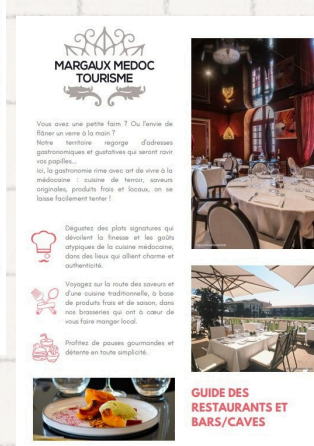 MARGAUX MEDOC
TOURISME
Vous avez une petite faim ? Ou l'envie de
flâner un verre à la main ?
Notre territoire regorge d'adresses
gastronomiques et gustatives qui seront ravir
vos papilles...
Ici, la gastronomie rime avec art de vivre à la
médocaine : cuisine de terroir, saveurs
originales, produits frais et locaux, on se
laisse facilement tenter !
Dégustez des plats signatures qui
dévoilent la finesse et les goûts
atypiques de la cuisine médocaine,
dans des lieux qui allient charme et
authenticité.
Voyagez sur la route des saveurs et
d'une cuisine traditionnelle, à base
de produits frais et de saison, dans
nos brasseries qui ont à cœur de
vous faire manger local.
Profitez de pauses gourmandes et
détente en toute simplicité.
GUIDE DES
RESTAURANTS ET
BARS/CAVES